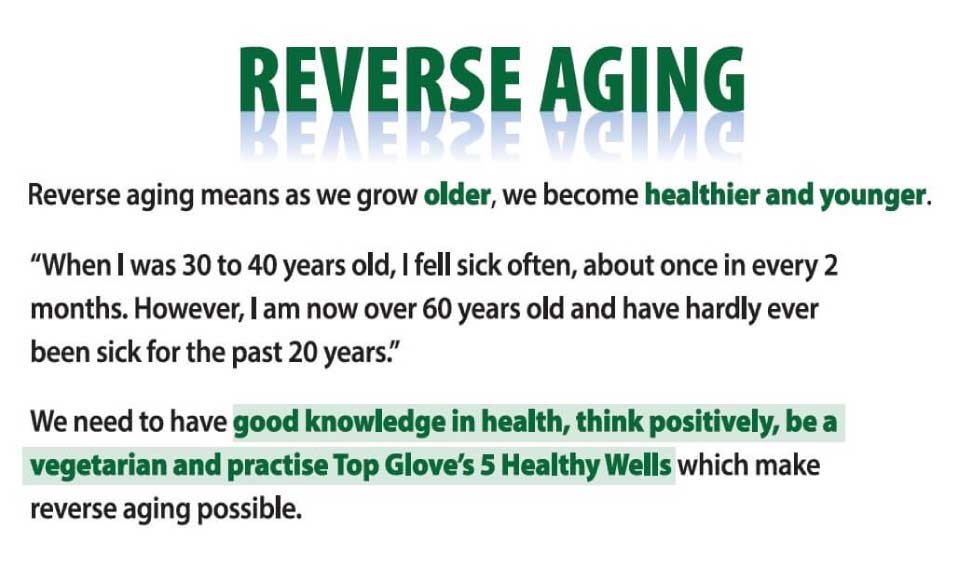 REVERSE AGING
Reverse aging means as we grow older, we become healthier and younger.
“When I was 30 to 40 years old, I fell sick often, about once in every 2
months. However, I am now over 60 years old and have hardly ever
been sick for the past 20 years.”
We need to have good knowledge in health, think positively, be a
vegetarian and practise Top Glove’s 5 Healthy Wells which make
reverse aging possible.